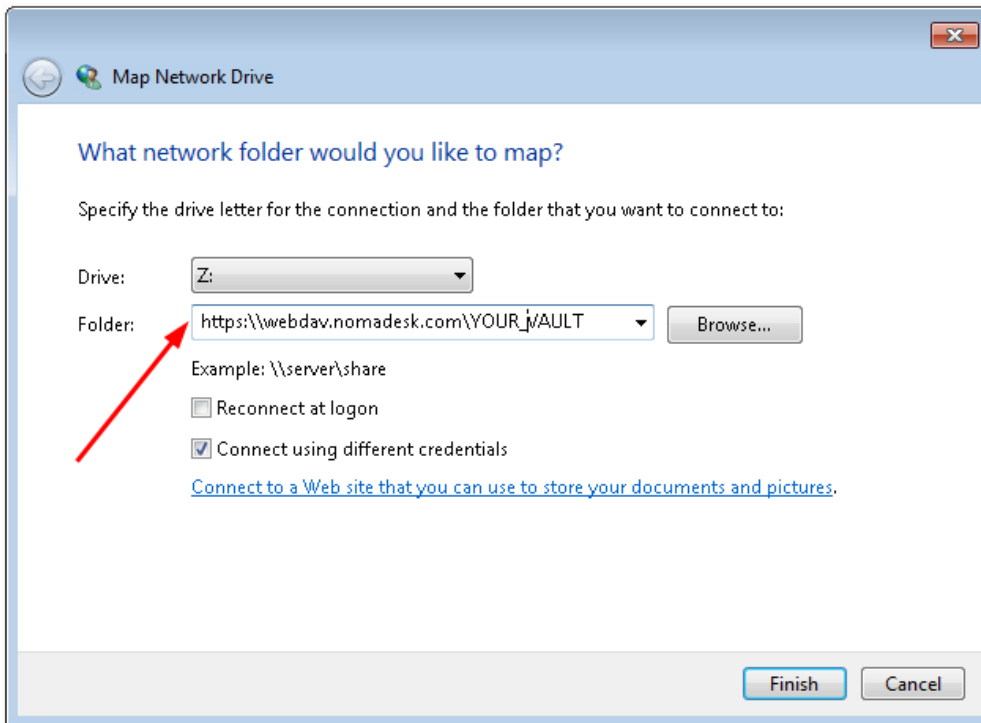 Map Network Drive
What network folder would you like to map?
Specify the drive letter for the connection and the folder that you want to connect to:
Drive: Z:
Folder: https:\\webdav.nomadesk.com\YOUR_VAULT Browse...
Example: \\server\share
Reconnect at logon
Connect using different credentials
Connect to a Web site that you can use to store your documents and pictures.
Finish Cancel